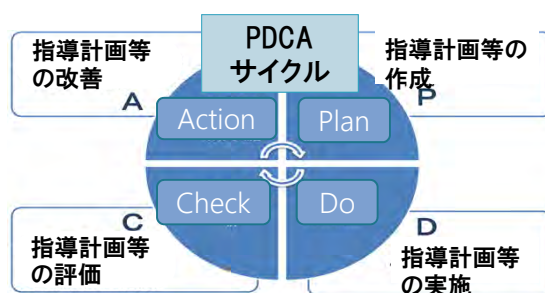 PDCA
サイクル
指導計画等
の改善
A
Action
指導計画等の
作成
P
Plan
C
Check
指導計画等
の評価
D
Do
指導計画等
の実施